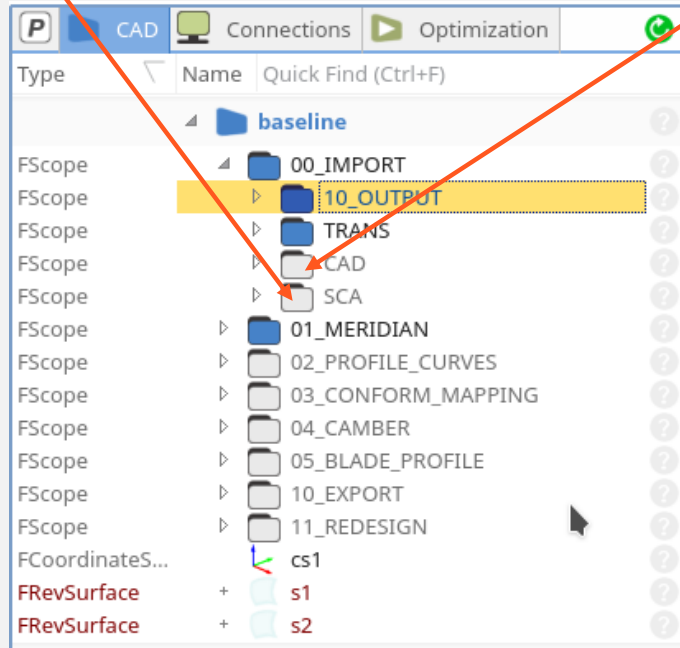 P CAD Connections Optimization
Type Name Quick Find (Ctrl+F)
baseline
FScope 00_IMPORT
FScope 10_OUTPUT
FScope TRANS
FScope CAD
FScope SCA
FScope 01_MERIDIAN
FScope 02_PROFILE_CURVES
FScope 03_CONFORM_MAPPING
FScope 04_CAMBER
FScope 05_BLADE_PROFILE
FScope 10_EXPORT
FScope 11_REDESIGN
FCoordinateS... cs1
FRevSurface s1
FRevSurface s2